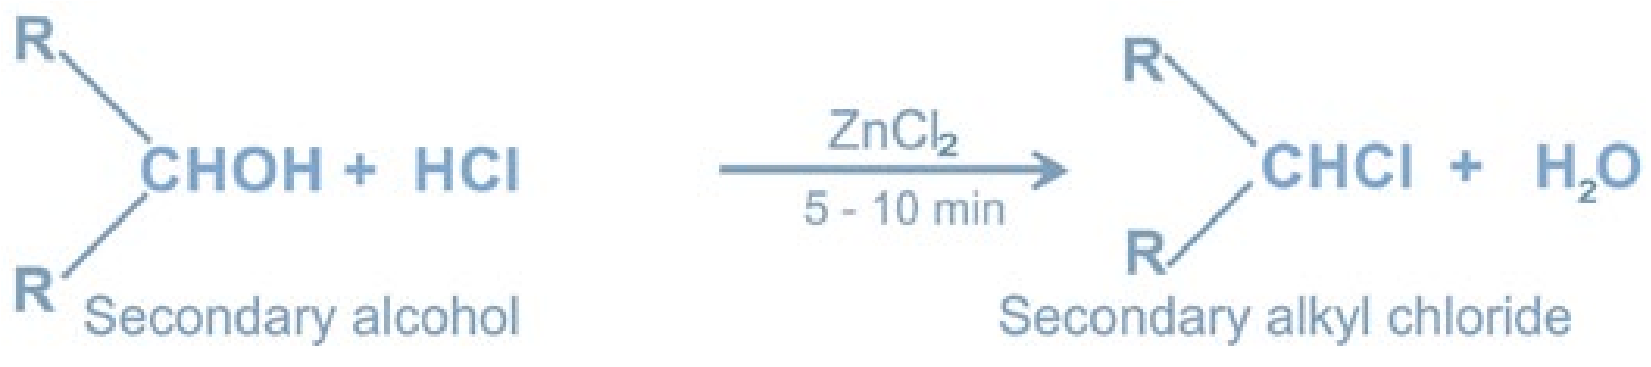 R R
ZnCl₂
CHOH + HCl CHCl + H₂O
5 - 10 min
R R
Secondary alcohol Secondary alkyl chloride